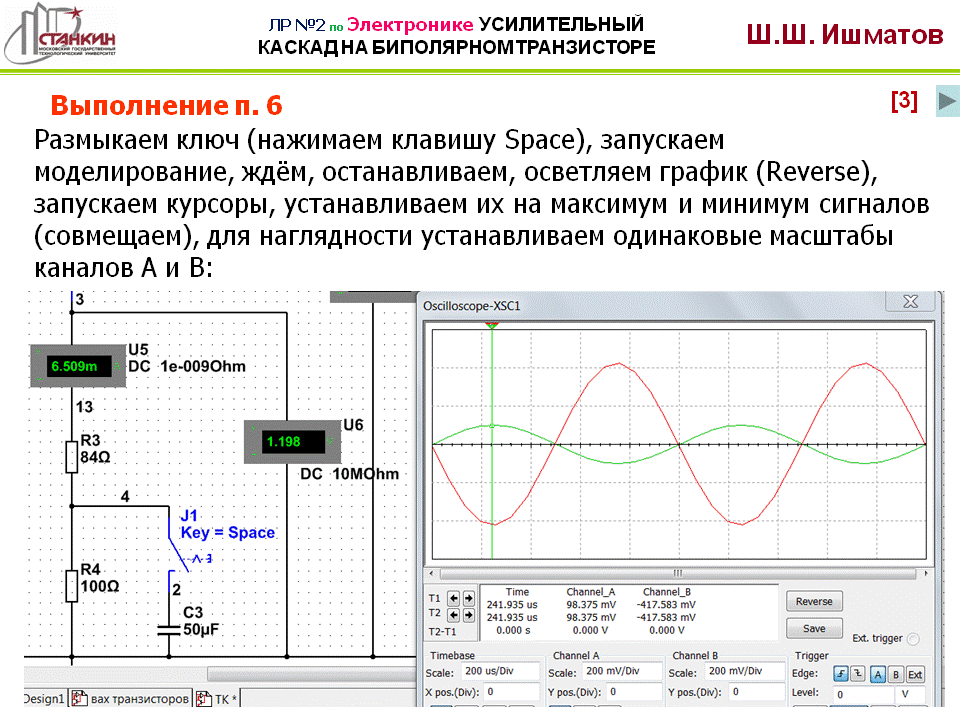 СТАНКИН
МОСКОВСКИЙ ГОСУДАРСТВЕННЫЙ
ТЕХНОЛОГИЧЕСКИЙ УНИВЕРСИТЕТ
ЛР №2 по Электронике УСИЛИТЕЛЬНЫЙ
КАСКАД НА БИПОЛЯРНОМ ТРАНЗИСТОРЕ
Ш.Ш. Ишматов
Выполнение п. 6
[3]
Размыкаем ключ (нажимаем клавишу Space), запускаем
моделирование, ждём, останавливаем, осветляем график (Reverse),
запускаем курсоры, устанавливаем их на максимум и минимум сигналов
(совмещаем), для наглядности устанавливаем одинаковые масштабы
каналов А и В:
3
U5
6.509m
DC 1e-009Ohm
13
R3
84Ω
U6
1.198
DC 10MOhm
4
J1
Key = Space
R4
100Ω
2
C3
50µF
Design1
вах транзисторов
ТК *
Oscilloscope-XSC1
Time Channel_A Channel_B
T1 241.935 us 98.375 mV -417.583 mV
T2 241.935 us 98.375 mV -417.583 mV
T2-T1 0.000 s 0.000 V 0.000 V
Reverse
Save
Ext. trigger
Timebase
Scale: 200 us/Div
X pos.(Div): 0
Channel A
Scale: 200 mV/Div
Y pos.(Div): 0
Channel B
Scale: 200 mV/Div
Y pos.(Div): 0
Trigger
Edge: A B Ext
Level: 0 V